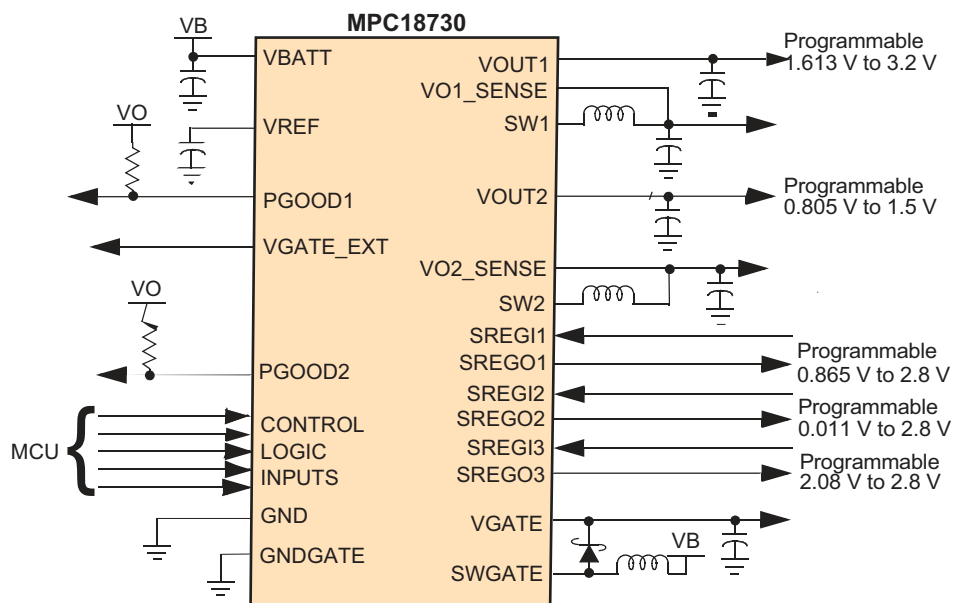 MPC18730
VB
VBATT
VREF
VO
PGOOD1
VGATE_EXT
VO
PGOOD2
MCU {
CONTROL
LOGIC
INPUTS
GND
GNDGATE
VOUT1
VO1_SENSE
SW1
VOUT2
VO2_SENSE
SW2
SREGI1
SREGO1
SREGI2
SREGO2
SREGI3
SREGO3
VGATE
SWGATE
VB
Programmable
1.613 V to 3.2 V
Programmable
0.805 V to 1.5 V
Programmable
0.865 V to 2.8 V
Programmable
0.011 V to 2.8 V
Programmable
2.08 V to 2.8 V